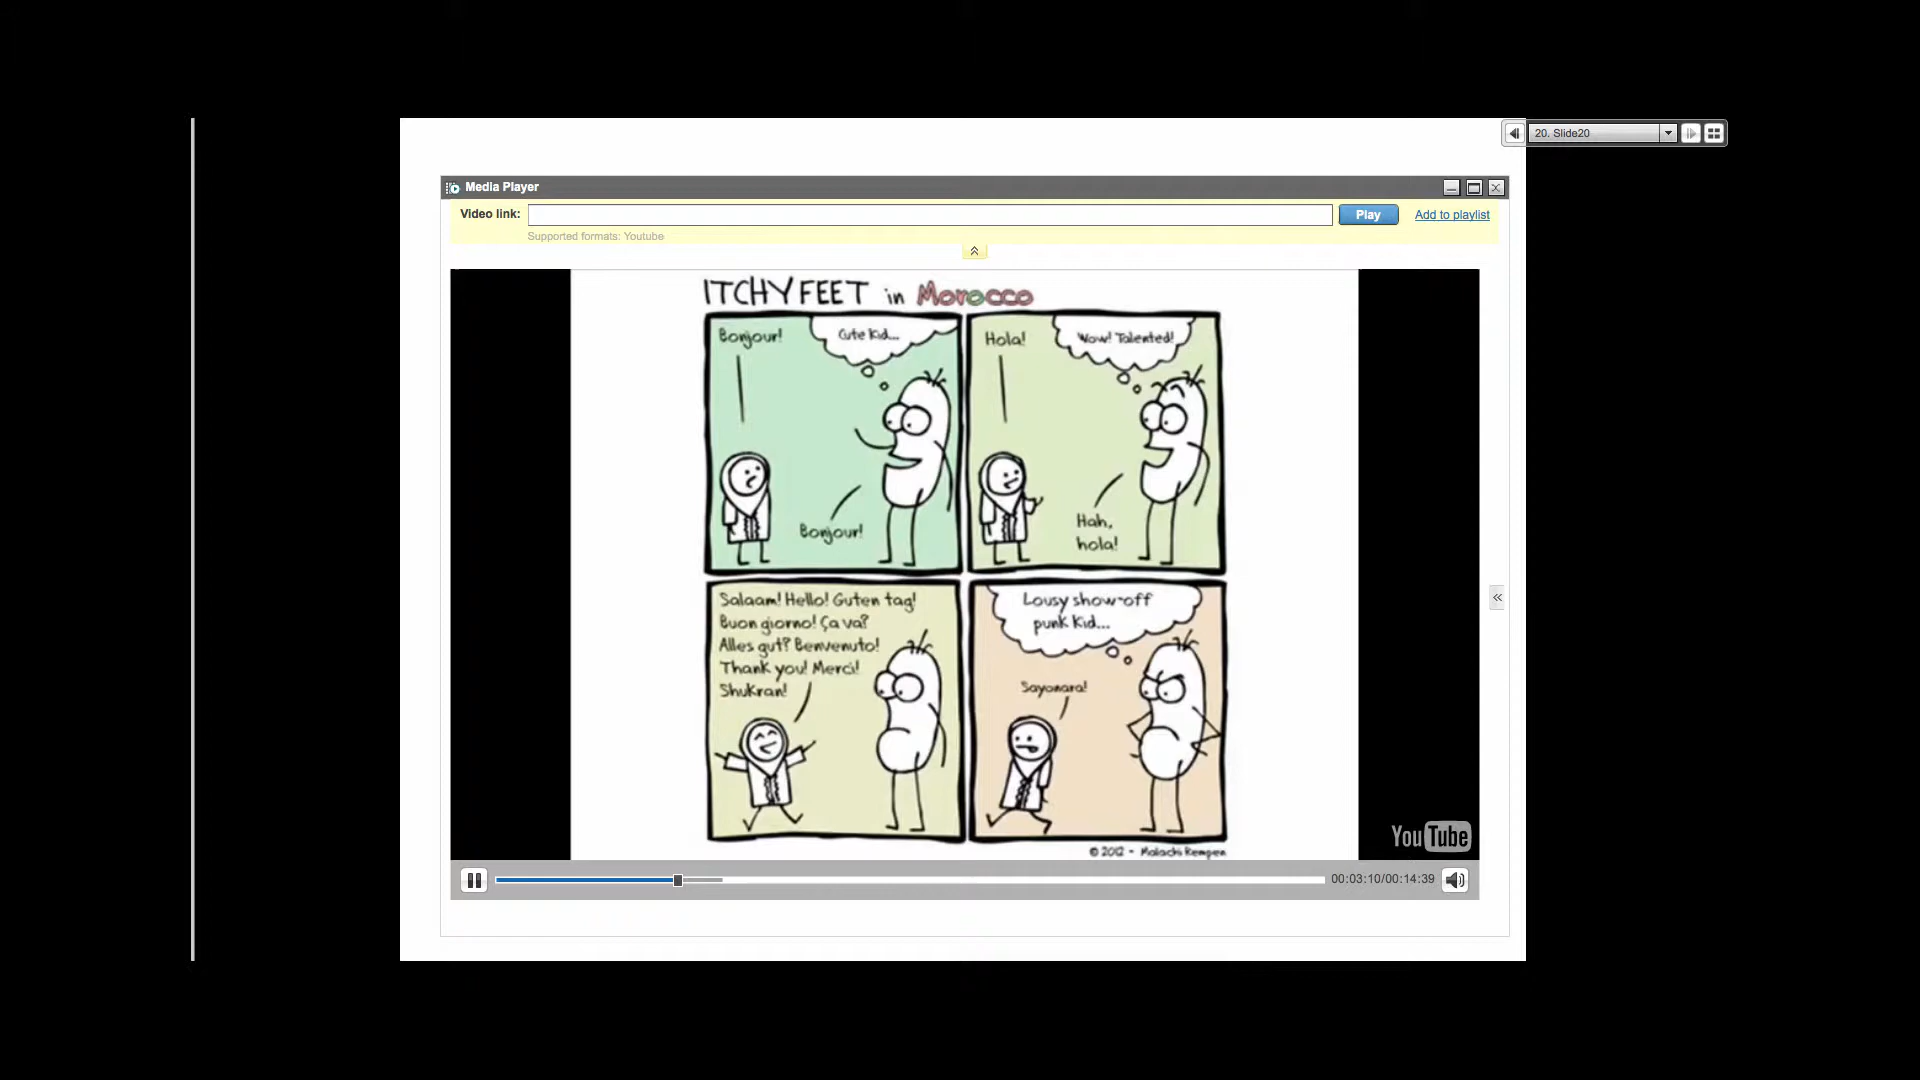 20. Slide20
Media Player
Video link:
Play
Add to playlist
Supported formats: Youtube
ITCHY FEET in Morocco
Bonjour!
Cute kid...
Bonjour!
Hola!
Wow! Talented!
Hah,
hola!
Salaam! Hello! Guten tag!
Buon giorno! Ça va?
Alles gut? Benvenuto!
Thank you! Merci!
Shukran!
Lousy show-off
punk kid...
Sayonara!
© 2012 - Malachi Rempen
YouTube
00:03:10/00:14:39